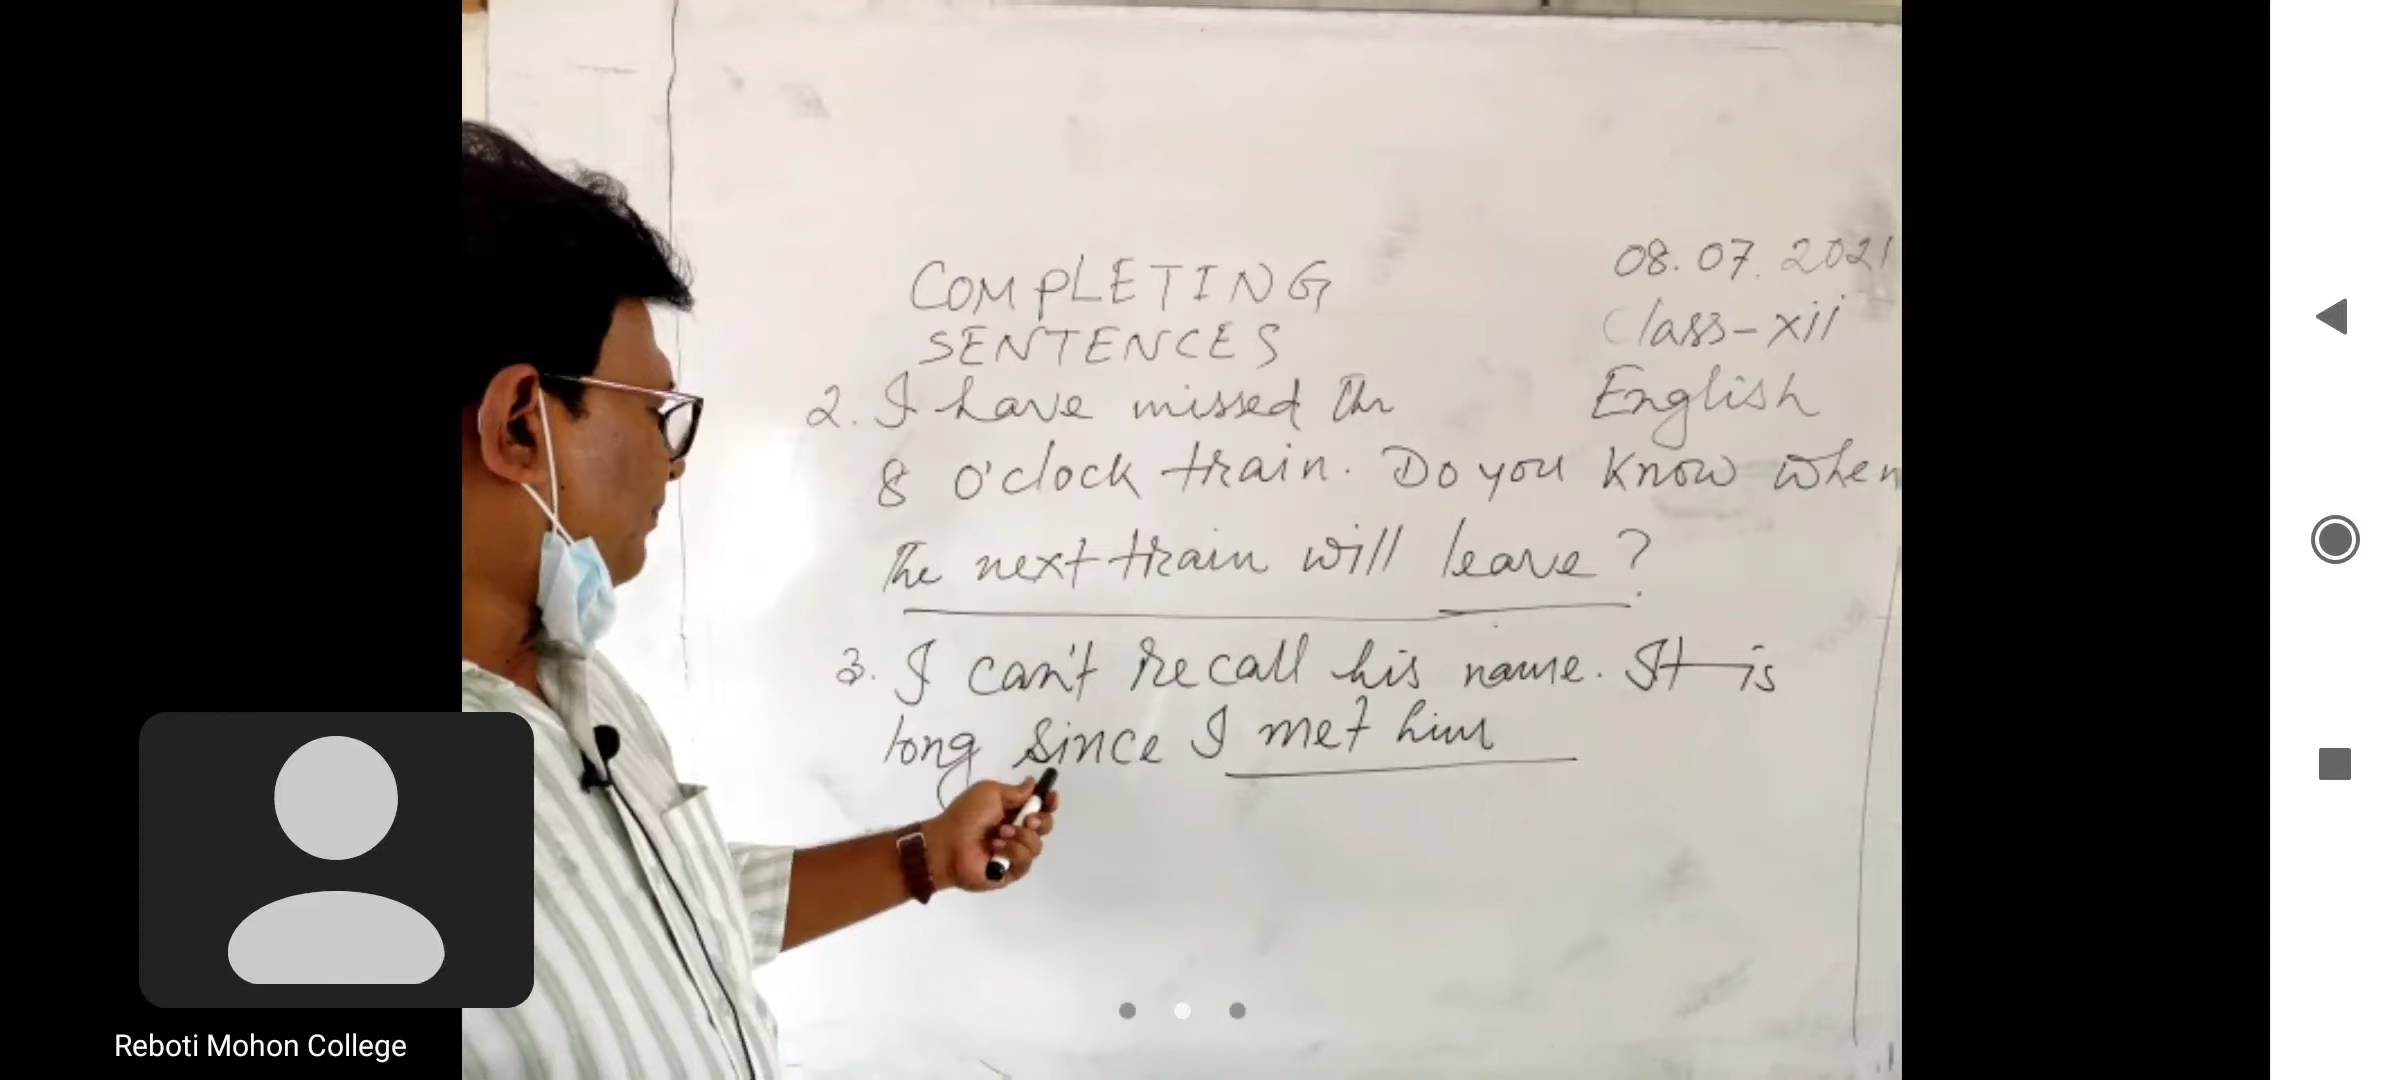 COMPLETING
SENTENCES
08.07.2021
Class-xii
English
2. I have missed the
8 O'clock train. Do you know when
the next train will leave?
3. I can't recall his name. It is
long since I met him
Reboti Mohon College